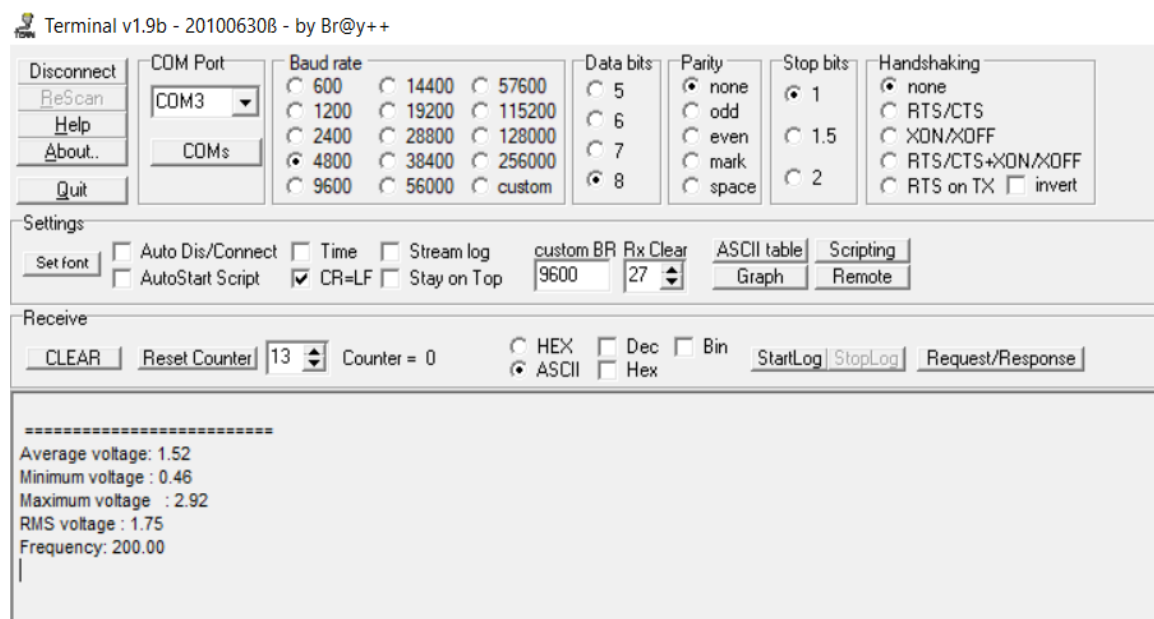 Terminal v1.9b - 20100630ß - by Br@y++
Disconnect
ReScan
Help
About..
Quit
COM Port
COM3
COMs
Baud rate
600 14400 57600
1200 19200 115200
2400 28800 128000
4800 38400 256000
9600 56000 custom
Data bits
5
6
7
8
Parity
none
odd
even
mark
space
Stop bits
1
1.5
2
Handshaking
none
RTS/CTS
XON/XOFF
RTS/CTS+XON/XOFF
RTS on TX invert
Settings
Set font
Auto Dis/Connect Time Stream log
AutoStart Script CR=LF Stay on Top
custom BR Rx Clear
9600 27
ASCII table Scripting
Graph Remote
Receive
CLEAR Reset Counter 13 Counter = 0
HEX Dec Bin
ASCII Hex
StartLog StopLog Request/Response
==========================
Average voltage: 1.52
Minimum voltage : 0.46
Maximum voltage : 2.92
RMS voltage : 1.75
Frequency: 200.00